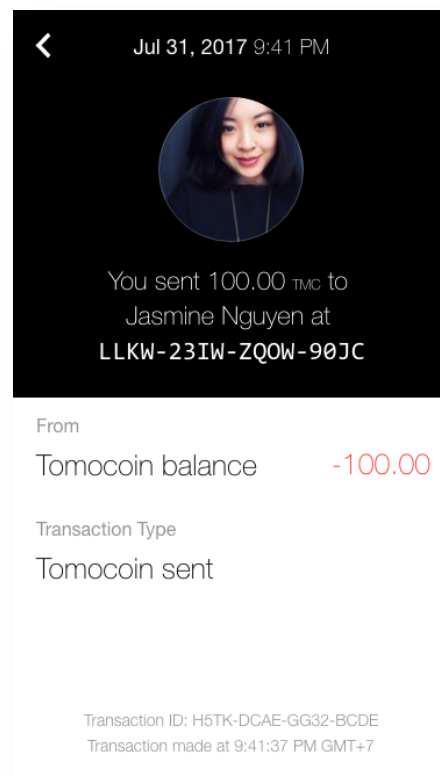 Jul 31, 2017 9:41 PM
You sent 100.00 TMC to
Jasmine Nguyen at
LLKW-23IW-ZQOW-90JC
From
Tomocoin balance -100.00
Transaction Type
Tomocoin sent
Transaction ID: H5TK-DCAE-GG32-BCDE
Transaction made at 9:41:37 PM GMT+7